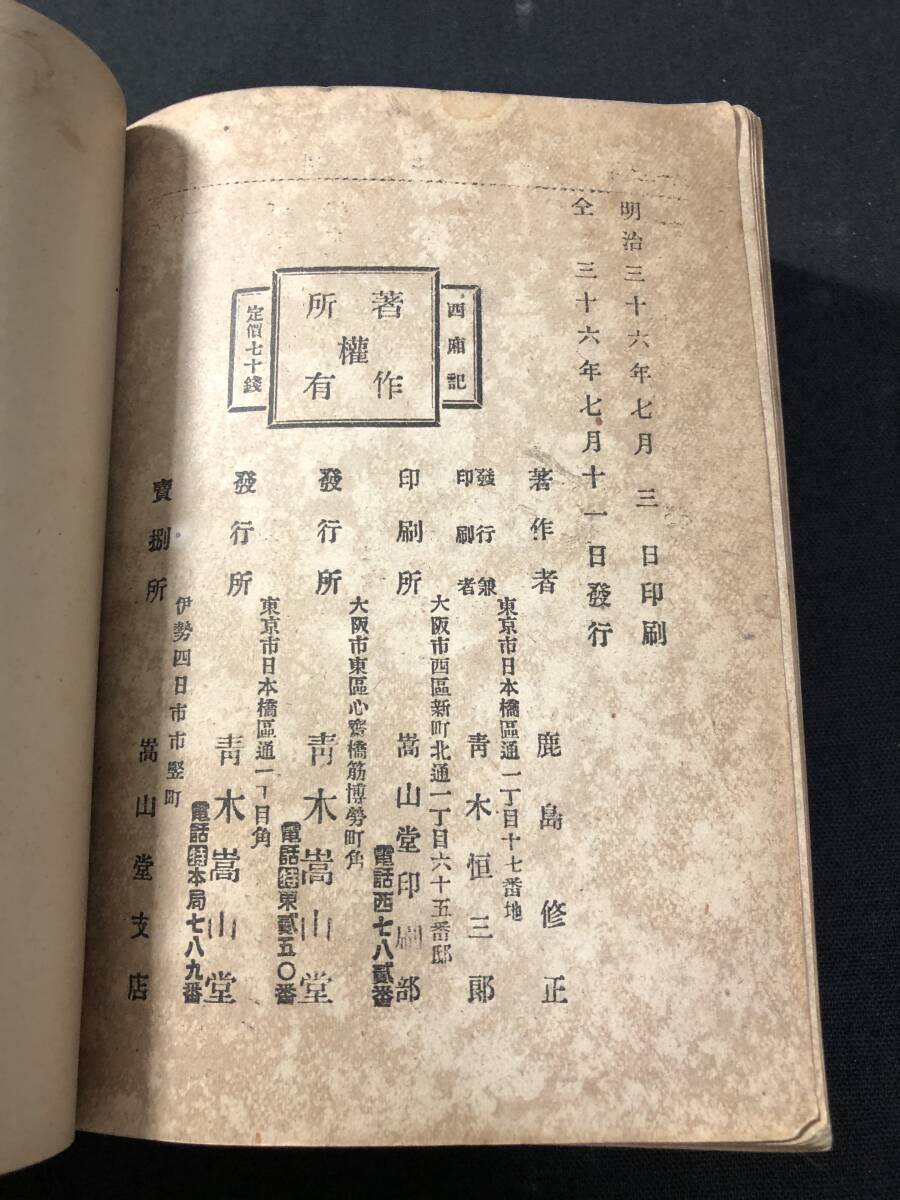 明治三十六年七月三日印刷
仝三十六年七月十一日發行
西廂記
著作權所有
定價七十錢
著作者 鹿島修正
東京市日本橋區通一丁目十七番地
發行兼印刷者 青木恒三郎
大阪市西區新町北通一丁目六十五番邸
印刷所 嵩山堂印刷部
電話西七八貳番
大阪市東區心齋橋筋博勞町角
發行所 青木嵩山堂
電話特東貳五〇番
東京市日本橋區通一丁目角
發行所 青木嵩山堂
電話特本局七八九番
伊勢四日市市竪町
賣捌所 嵩山堂支店